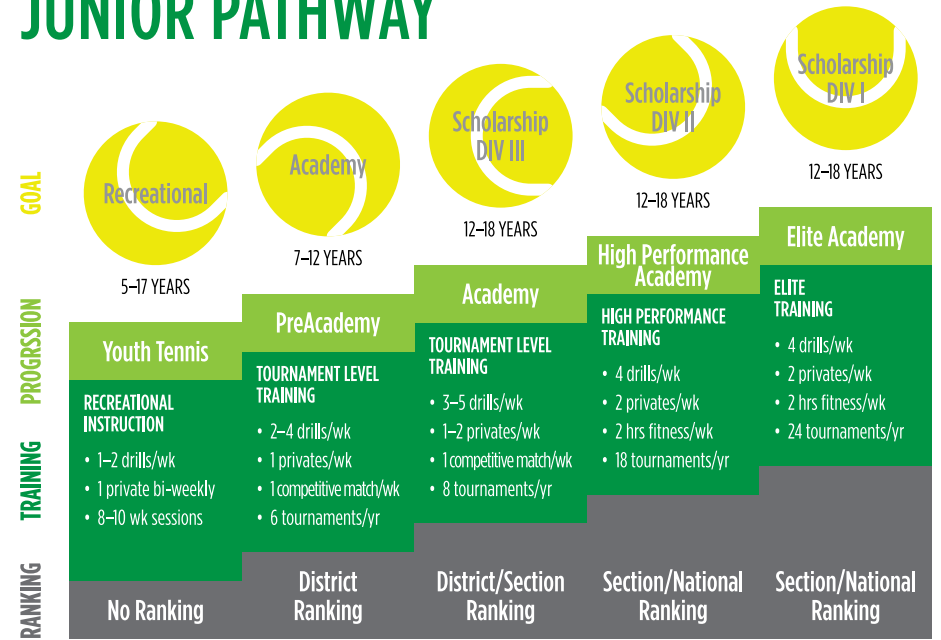 JUNIOR PATHWAY
GOAL
Recreational
5–17 YEARS
Academy
7–12 YEARS
Scholarship
DIV III
12–18 YEARS
Scholarship
DIV II
12–18 YEARS
Scholarship
DIV I
12–18 YEARS
PROGRSSION
Youth Tennis
PreAcademy
Academy
High Performance
Academy
Elite Academy
TRAINING
RECREATIONAL
INSTRUCTION
• 1–2 drills/wk
• 1 private bi-weekly
• 8–10 wk sessions
TOURNAMENT LEVEL
TRAINING
• 2–4 drills/wk
• 1 privates/wk
• 1 competitive match/wk
• 6 tournaments/yr
TOURNAMENT LEVEL
TRAINING
• 3–5 drills/wk
• 1–2 privates/wk
• 1 competitive match/wk
• 8 tournaments/yr
HIGH PERFORMANCE
TRAINING
• 4 drills/wk
• 2 privates/wk
• 2 hrs fitness/wk
• 18 tournaments/yr
ELITE
TRAINING
• 4 drills/wk
• 2 privates/wk
• 2 hrs fitness/wk
• 24 tournaments/yr
RANKING
No Ranking
District
Ranking
District/Section
Ranking
Section/National
Ranking
Section/National
Ranking